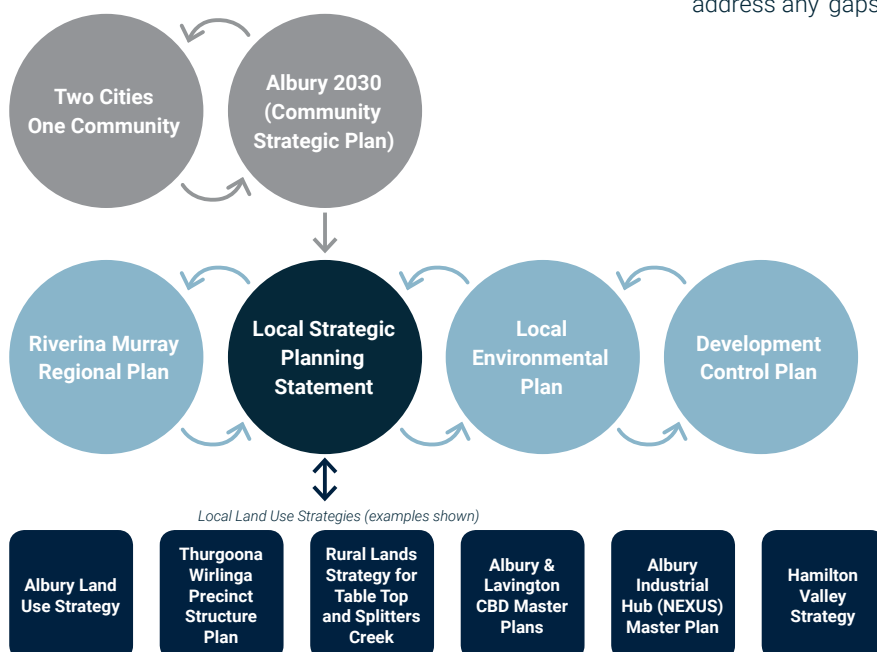 address any gaps
Two Cities
One Community
Albury 2030
(Community
Strategic Plan)
Riverina Murray
Regional Plan
Local Strategic
Planning
Statement
Local
Environmental
Plan
Development
Control Plan
Local Land Use Strategies (examples shown)
Albury Land
Use Strategy
Thurgoona
Wirlinga
Precinct
Structure
Plan
Rural Lands
Strategy for
Table Top
and Splitters
Creek
Albury &
Lavington
CBD Master
Plans
Albury
Industrial
Hub (NEXUS)
Master Plan
Hamilton
Valley
Strategy